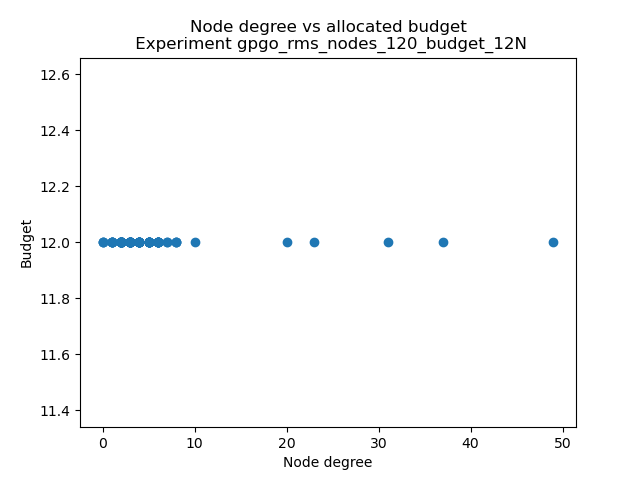 Node degree vs allocated budget
Experiment gpgo_rms_nodes_120_budget_12N
12.6
12.4
12.2
12.0
11.8
11.6
11.4
Budget
0 10 20 30 40 50
Node degree